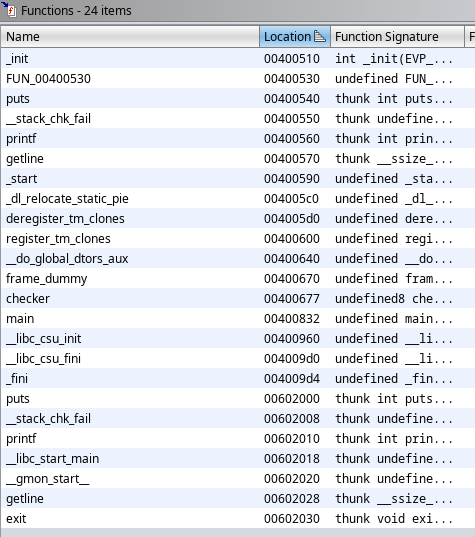 Functions - 24 items
Name Location Function Signature F
_init 00400510 int _init(EVP_...
FUN_00400530 00400530 undefined FUN_...
puts 00400540 thunk int puts...
__stack_chk_fail 00400550 thunk undefine...
printf 00400560 thunk int prin...
getline 00400570 thunk __ssize_...
_start 00400590 undefined _sta...
_dl_relocate_static_pie 004005c0 undefined _dl_...
deregister_tm_clones 004005d0 undefined dere...
register_tm_clones 00400600 undefined regi...
__do_global_dtors_aux 00400640 undefined __do...
frame_dummy 00400670 undefined fram...
checker 00400677 undefined8 che...
main 00400832 undefined main...
__libc_csu_init 00400960 undefined __li...
__libc_csu_fini 004009d0 undefined __li...
_fini 004009d4 undefined _fin...
puts 00602000 thunk int puts...
__stack_chk_fail 00602008 thunk undefine...
printf 00602010 thunk int prin...
__libc_start_main 00602018 thunk undefine...
__gmon_start__ 00602020 thunk undefine...
getline 00602028 thunk __ssize_...
exit 00602030 thunk void exi...